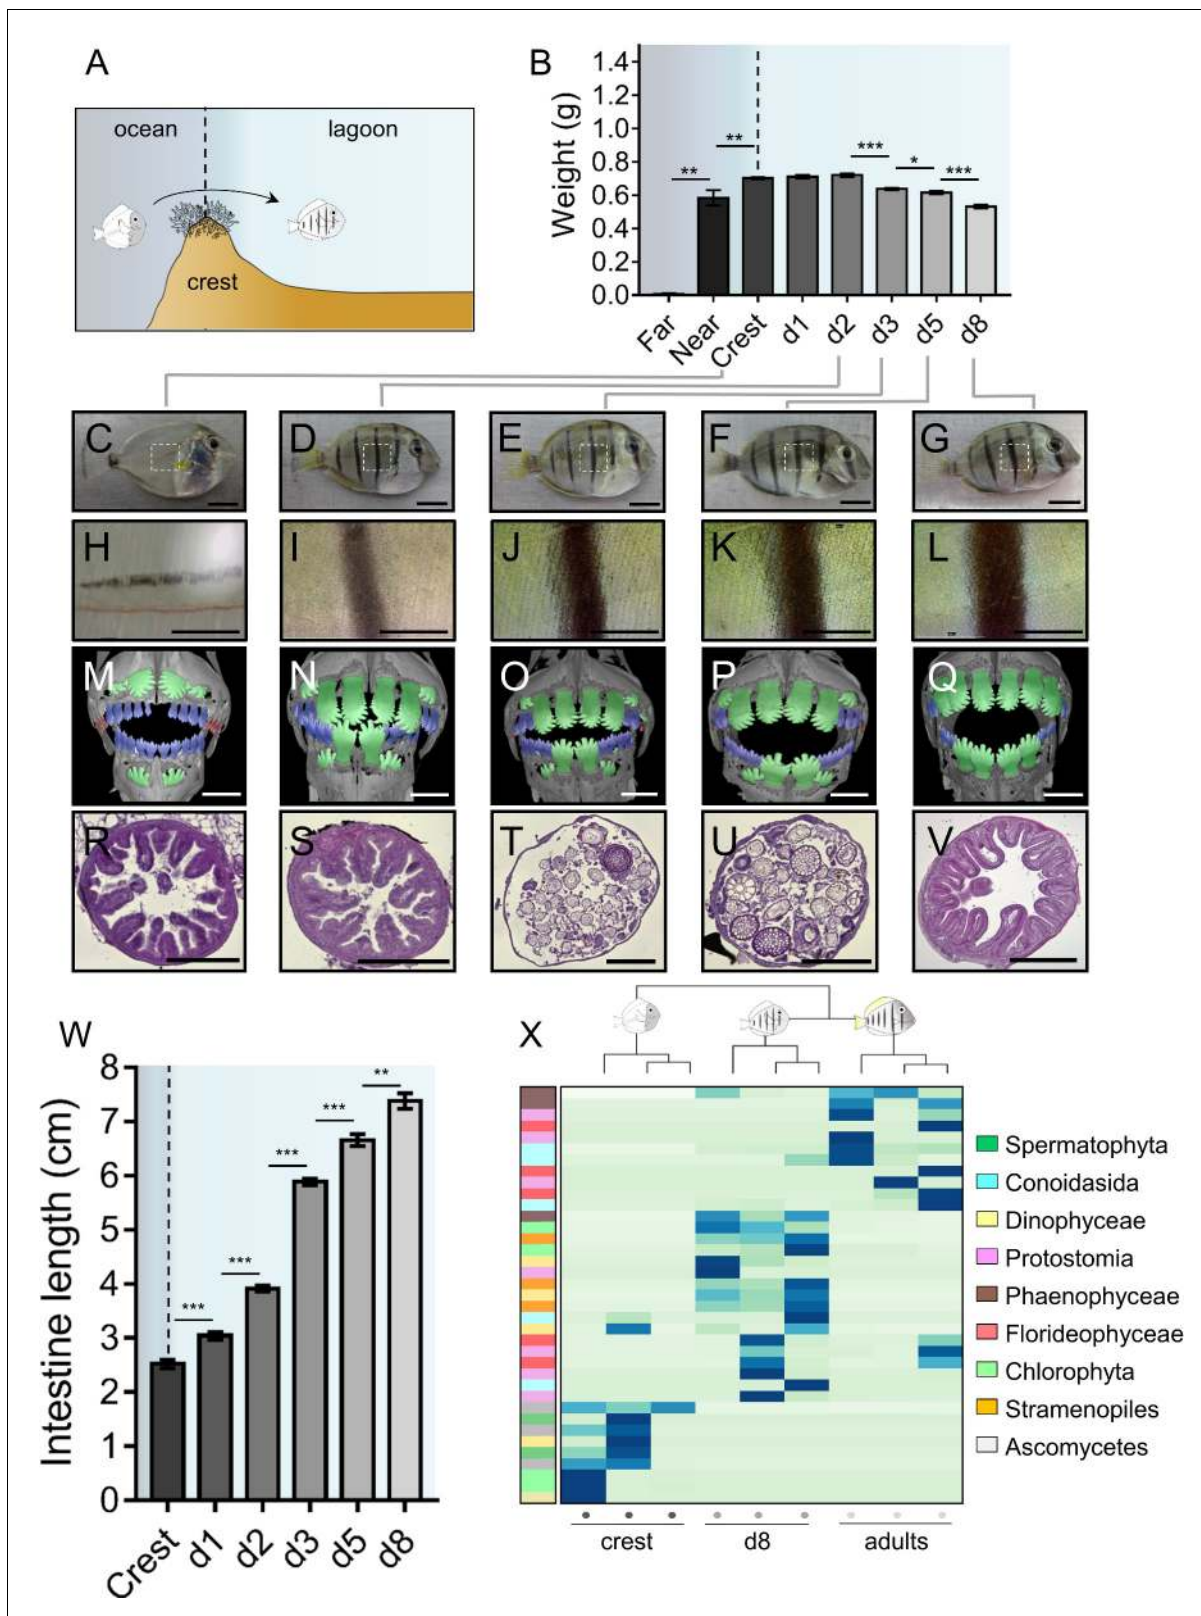 A
ocean
lagoon
crest
B
Weight (g)
1.4
1.2
1.0
0.8
0.6
0.4
0.2
0.0
**
**
***
*
***
Far
Near
Crest
d1
d2
d3
d5
d8
C
D
E
F
G
H
I
J
K
L
M
N
O
P
Q
R
S
T
U
V
W
Intestine length (cm)
8
7
6
5
4
3
2
1
0
***
***
***
***
**
Crest
d1
d2
d3
d5
d8
X
Spermatophyta
Conoidasida
Dinophyceae
Protostomia
Phaenophyceae
Florideophyceae
Chlorophyta
Stramenopiles
Ascomycetes
crest
d8
adults